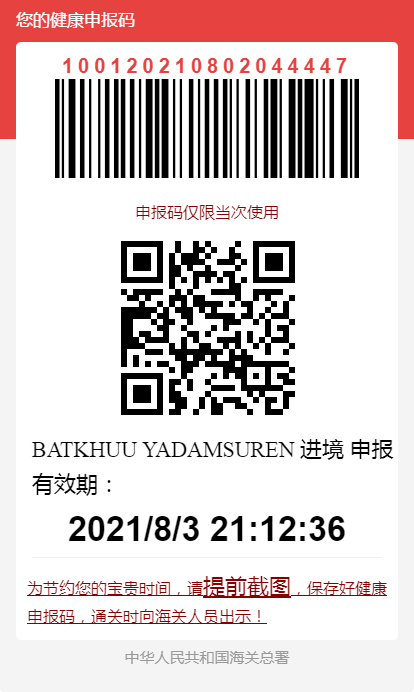 您的健康申报码
100120210802044447
申报码仅限当次使用
BATKHUU YADAMSUREN 进境 申报
有效期：
2021/8/3 21:12:36
为节约您的宝贵时间，请提前截图，保存好健康
申报码，通关时向海关人员出示！
中华人民共和国海关总署